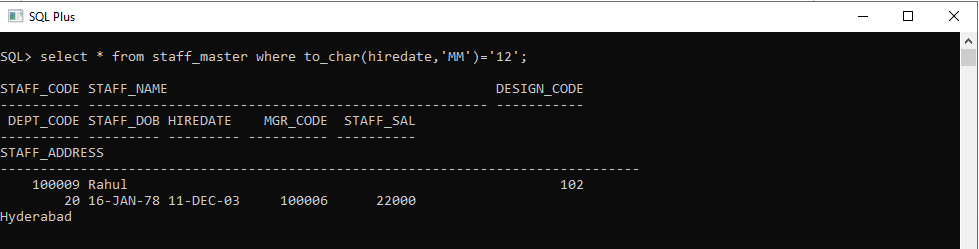 SQL Plus
SQL> select * from staff_master where to_char(hiredate,'MM')='12';
STAFF_CODE STAFF_NAME                                         DESIGN_CODE
---------- -------------------------------------------------- -----------
 DEPT_CODE STAFF_DOB HIREDATE    MGR_CODE  STAFF_SAL
---------- --------- --------- ---------- ----------
STAFF_ADDRESS
--------------------------------------------------------------------------------
    100009 Rahul                                                      102
        20 16-JAN-78 11-DEC-03     100006      22000
Hyderabad